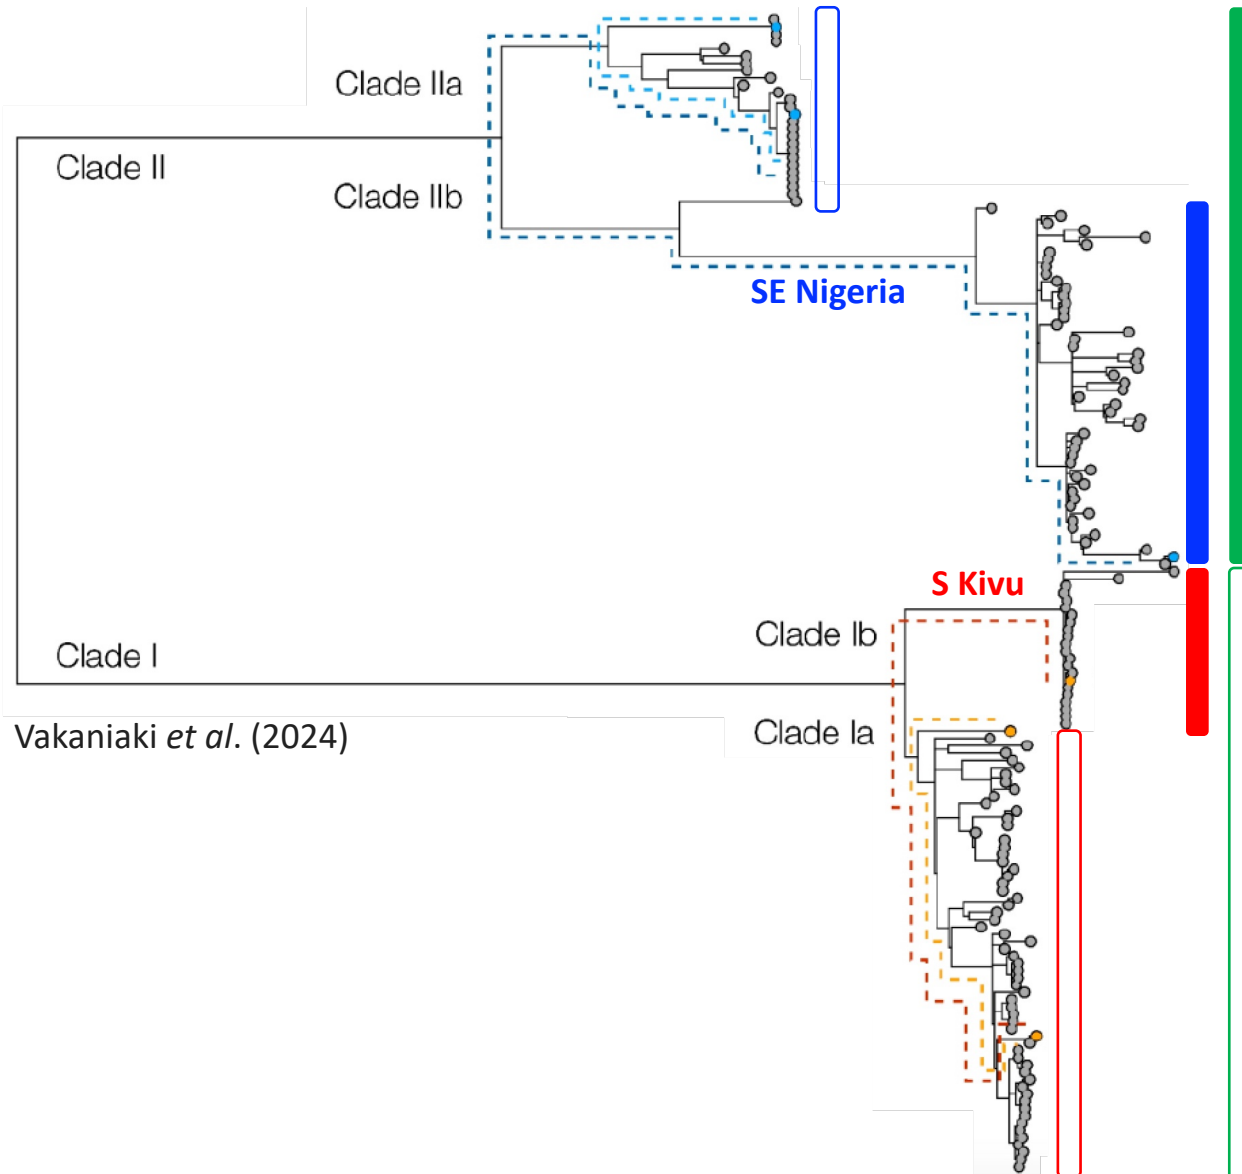 Clade IIa
Clade II
Clade IIb
SE Nigeria
S Kivu
Clade Ib
Clade I
Clade Ia
Vakaniaki et al. (2024)